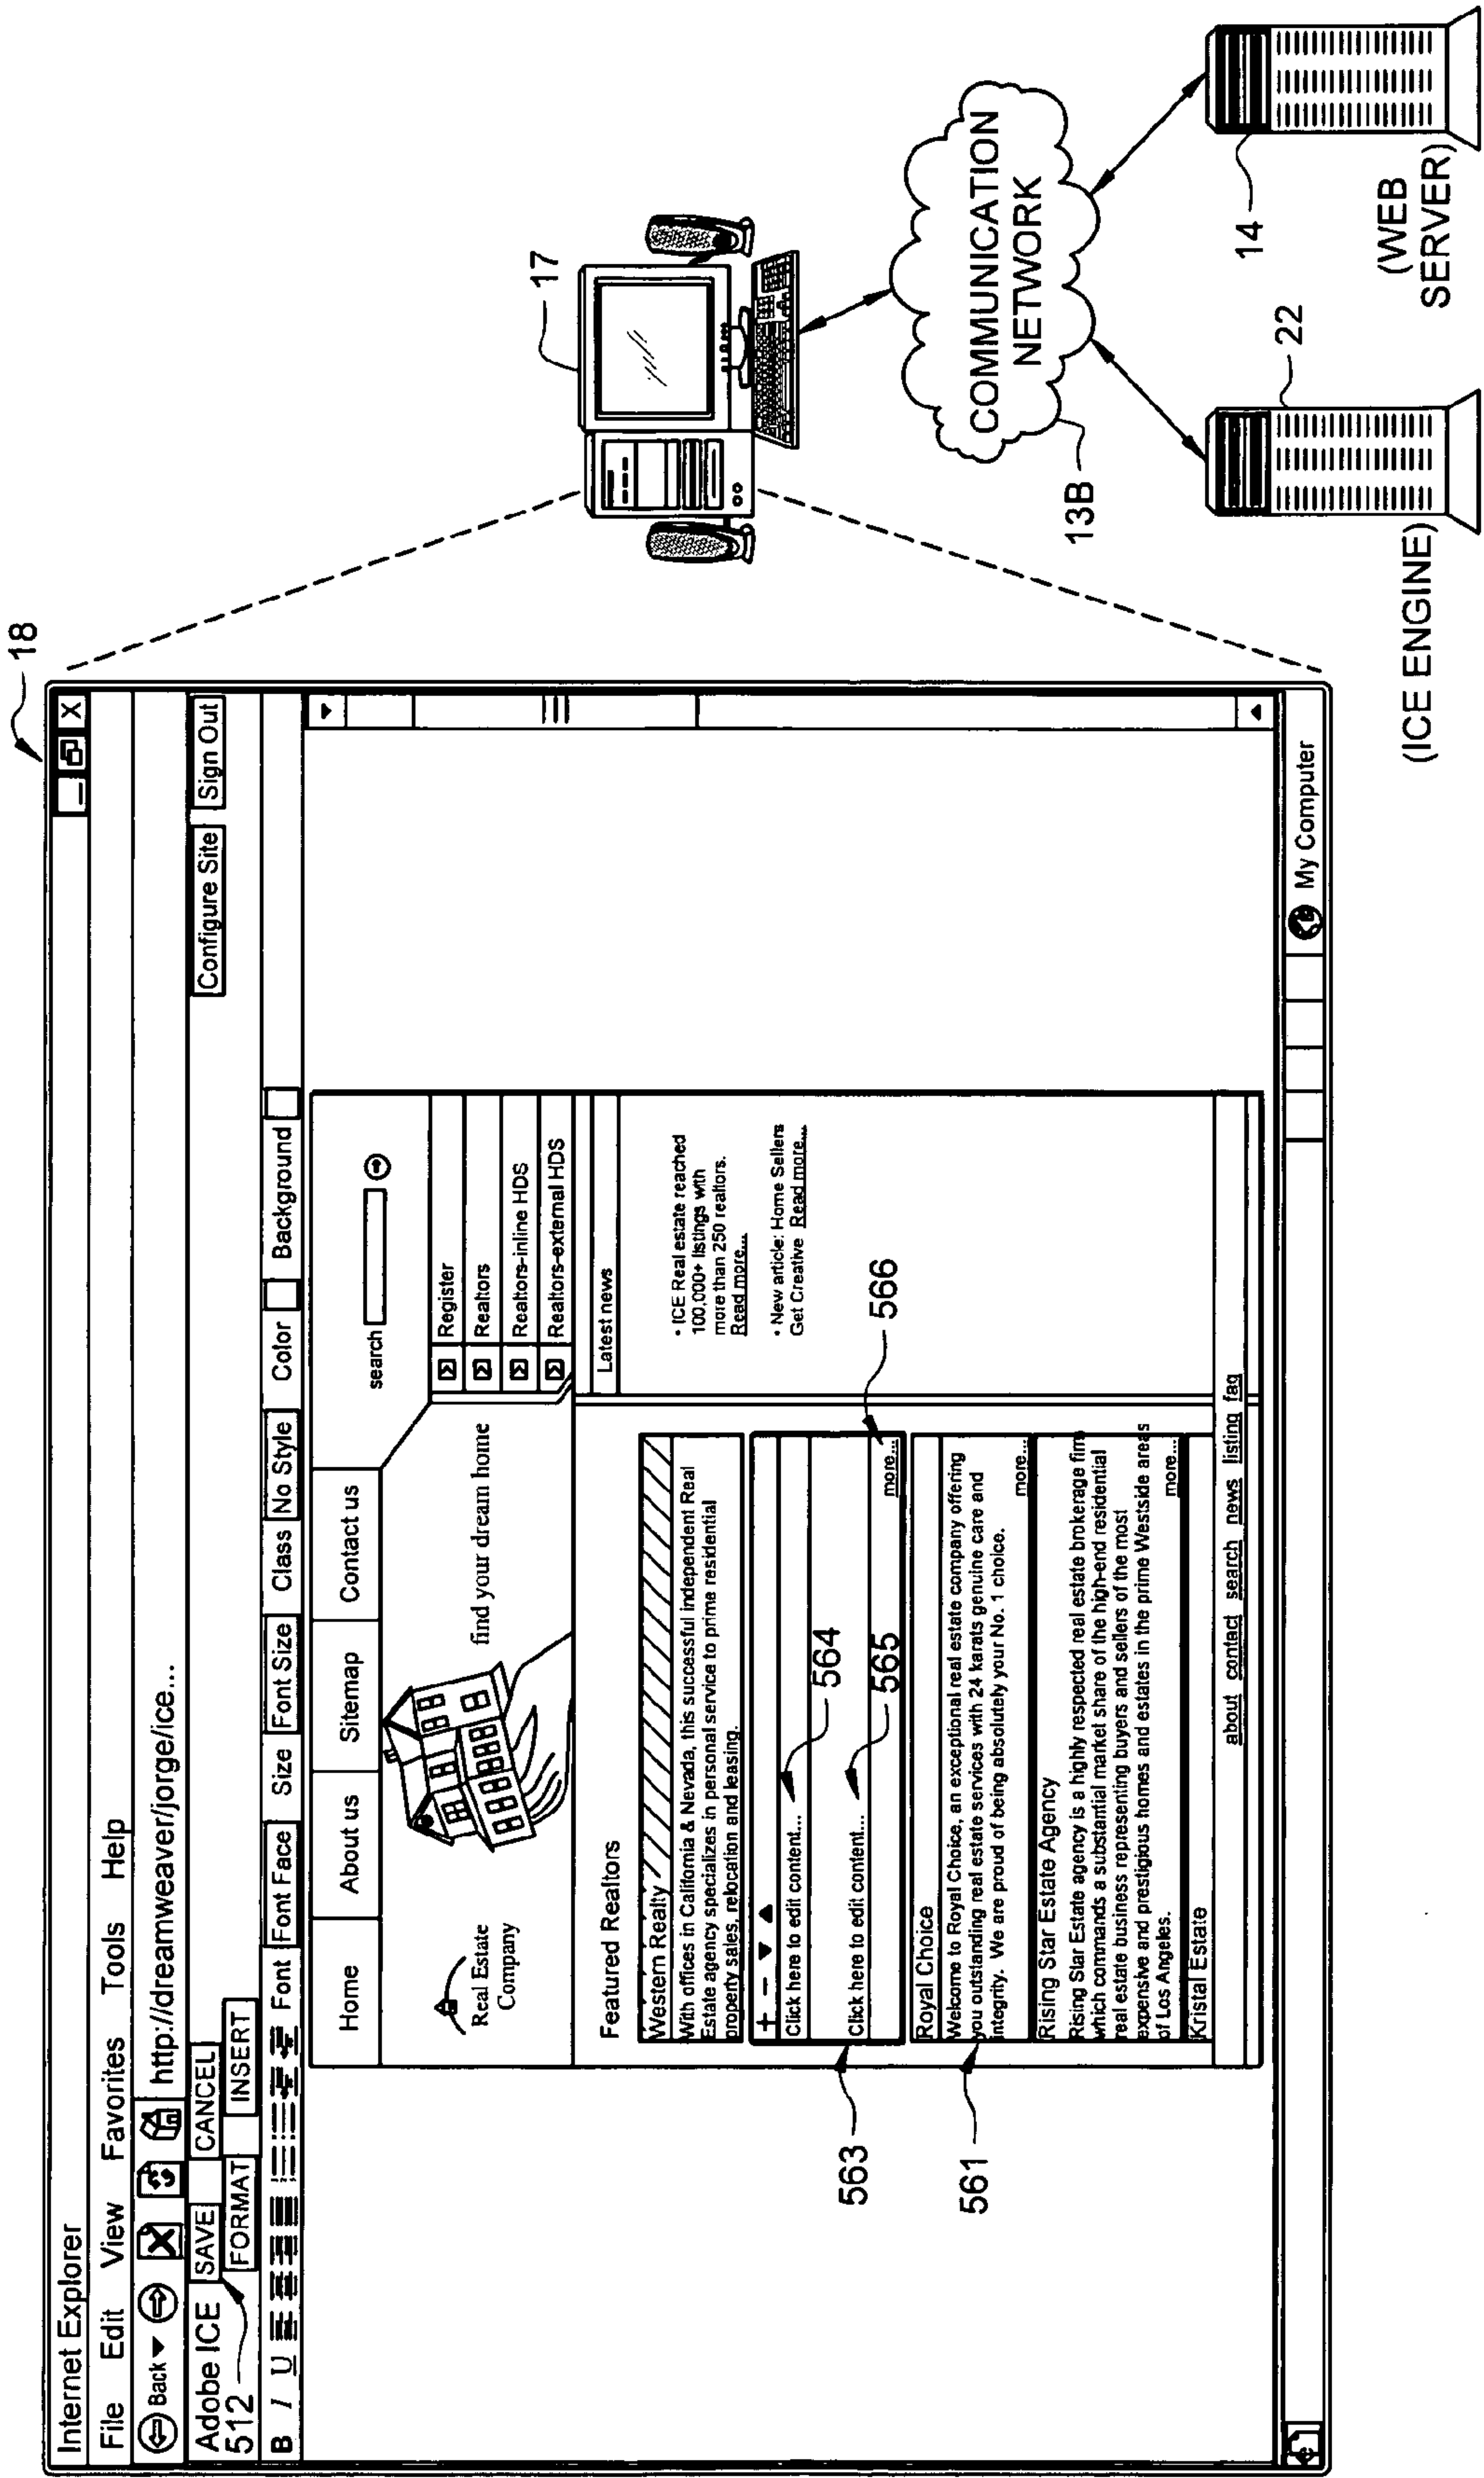 18
Internet Explorer
_ X
File Edit View Favorites Tools Help
Back http://dreamweaver/jorge/ice...
Adobe ICE SAVE CANCEL Configure Site Sign Out
512 FORMAT INSERT
B I U Font Font Face Size Font Size Class No Style Color Background
Home About us Sitemap Contact us
search
Real Estate
Company
find your dream home
Register
Realtors
Realtors-inline HDS
Realtors-external HDS
Featured Realtors
Latest news
Western Realty
With offices in California & Nevada, this successful independent Real
Estate agency specializes in personal service to prime residential
property sales, relocation and leasing.
+ −
Click here to edit content...
564
Click here to edit content...
565
more...
566
563
561
Royal Choice
Welcome to Royal Choice, an exceptional real estate company offering
you outstanding real estate services with 24 karats genuine care and
integrity. We are proud of being absolutely your No. 1 choice.
more...
Rising Star Estate Agency
Rising Star Estate agency is a highly respected real estate brokerage firm
which commands a substantial market share of the high-end residential
real estate business representing buyers and sellers of the most
expensive and prestigious homes and estates in the prime Westside areas
of Los Angeles.
more...
Kristal Estate
• ICE Real estate reached
100,000+ listings with
more than 250 realtors.
Read more...
• New article: Home Sellers
Get Creative Read more...
about contact search news listing faq
My Computer
17
COMMUNICATION
NETWORK
13B
22
(ICE ENGINE)
14
(WEB
SERVER)